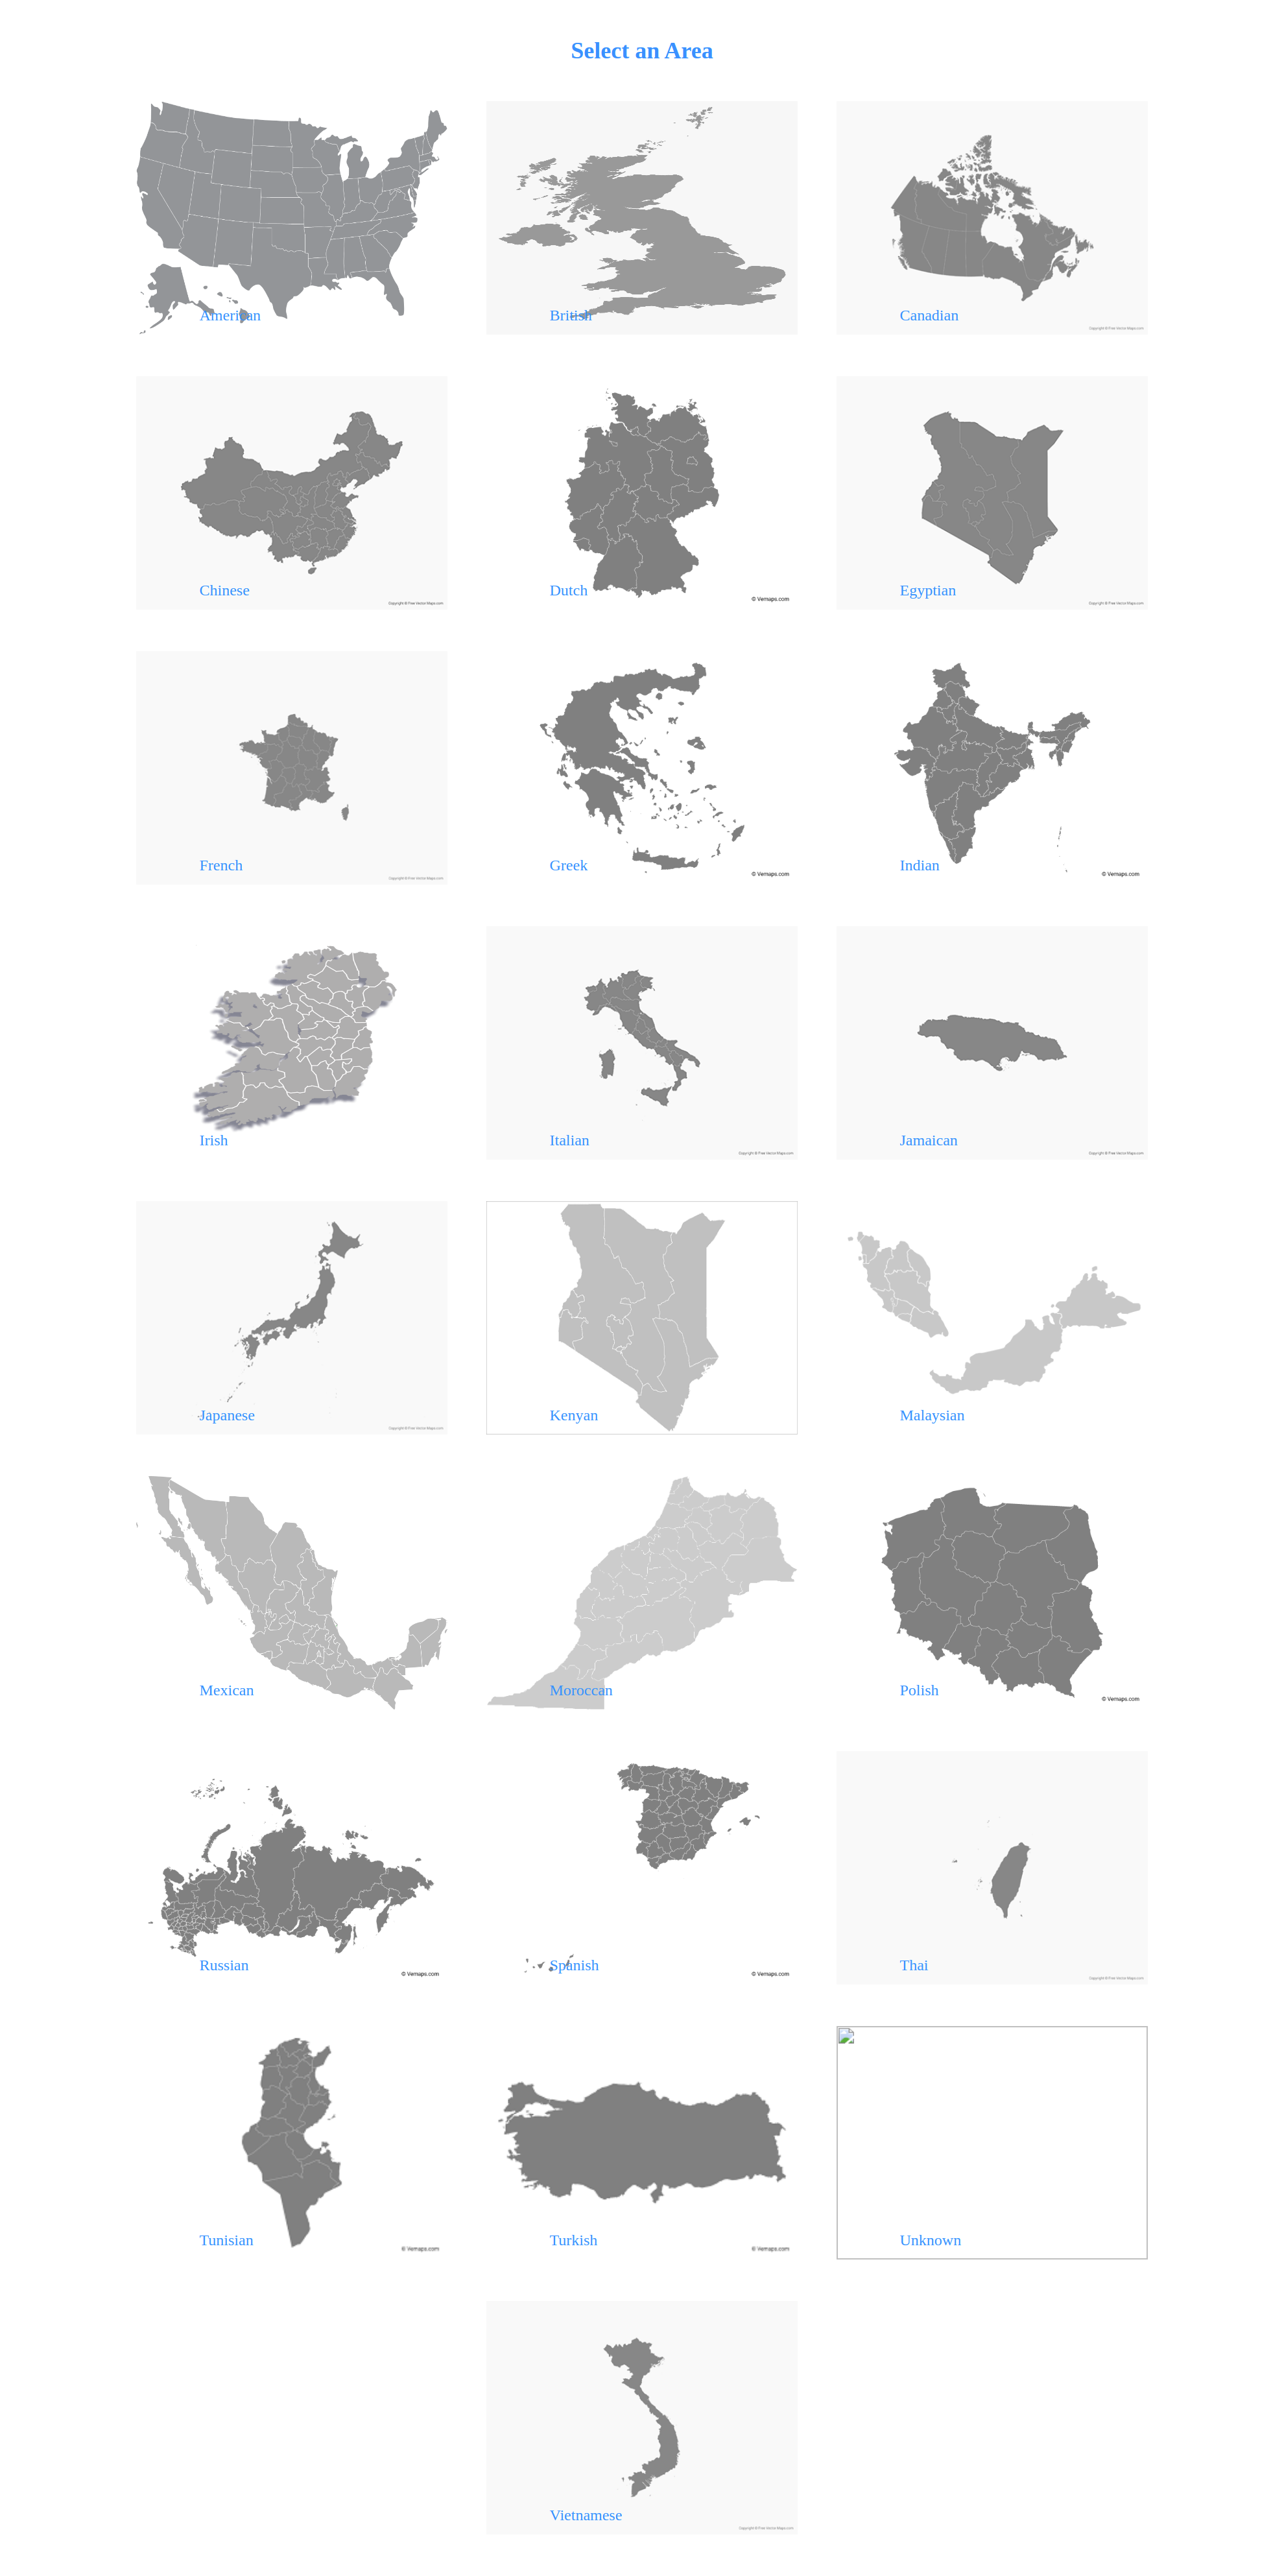 Select an Area
American
British
Canadian
Copyright © Free Vector Maps.com
Chinese
Copyright © Free Vector Maps.com
Dutch
© Vemaps.com
Egyptian
Copyright © Free Vector Maps.com
French
Copyright © Free Vector Maps.com
Greek
© Vemaps.com
Indian
© Vemaps.com
Irish
Italian
Copyright © Free Vector Maps.com
Jamaican
Copyright © Free Vector Maps.com
Japanese
Copyright © Free Vector Maps.com
Kenyan
Malaysian
Mexican
Moroccan
Polish
© Vemaps.com
Russian
© Vemaps.com
Spanish
© Vemaps.com
Thai
Copyright © Free Vector Maps.com
Tunisian
© Vemaps.com
Turkish
© Vemaps.com
Unknown
Vietnamese
Copyright © Free Vector Maps.com